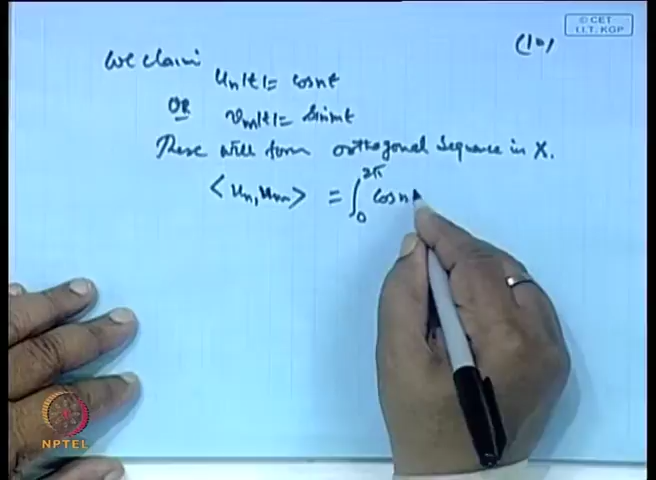 © CET
I.I.T. KGP
(10)
We claim
un(t) = cos nt
OR
vm(t) = Sin mt
These will form orthogonal Sequence in X.
<un, um> = ∫₀^2π cos n
NPTEL